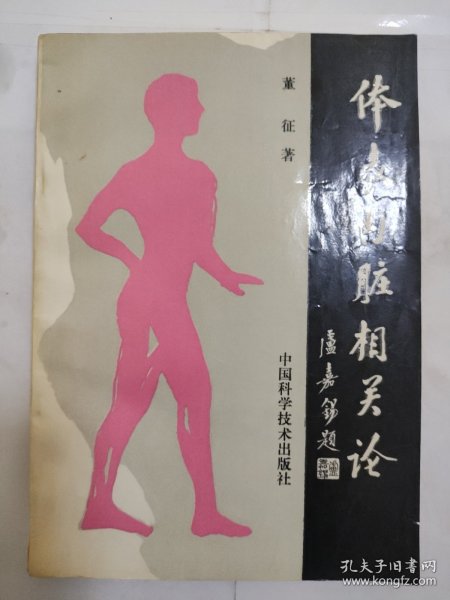 体表内脏相关论
卢嘉锡题
董征著
中国科学技术出版社
孔夫子旧书网
www.kongfz.com